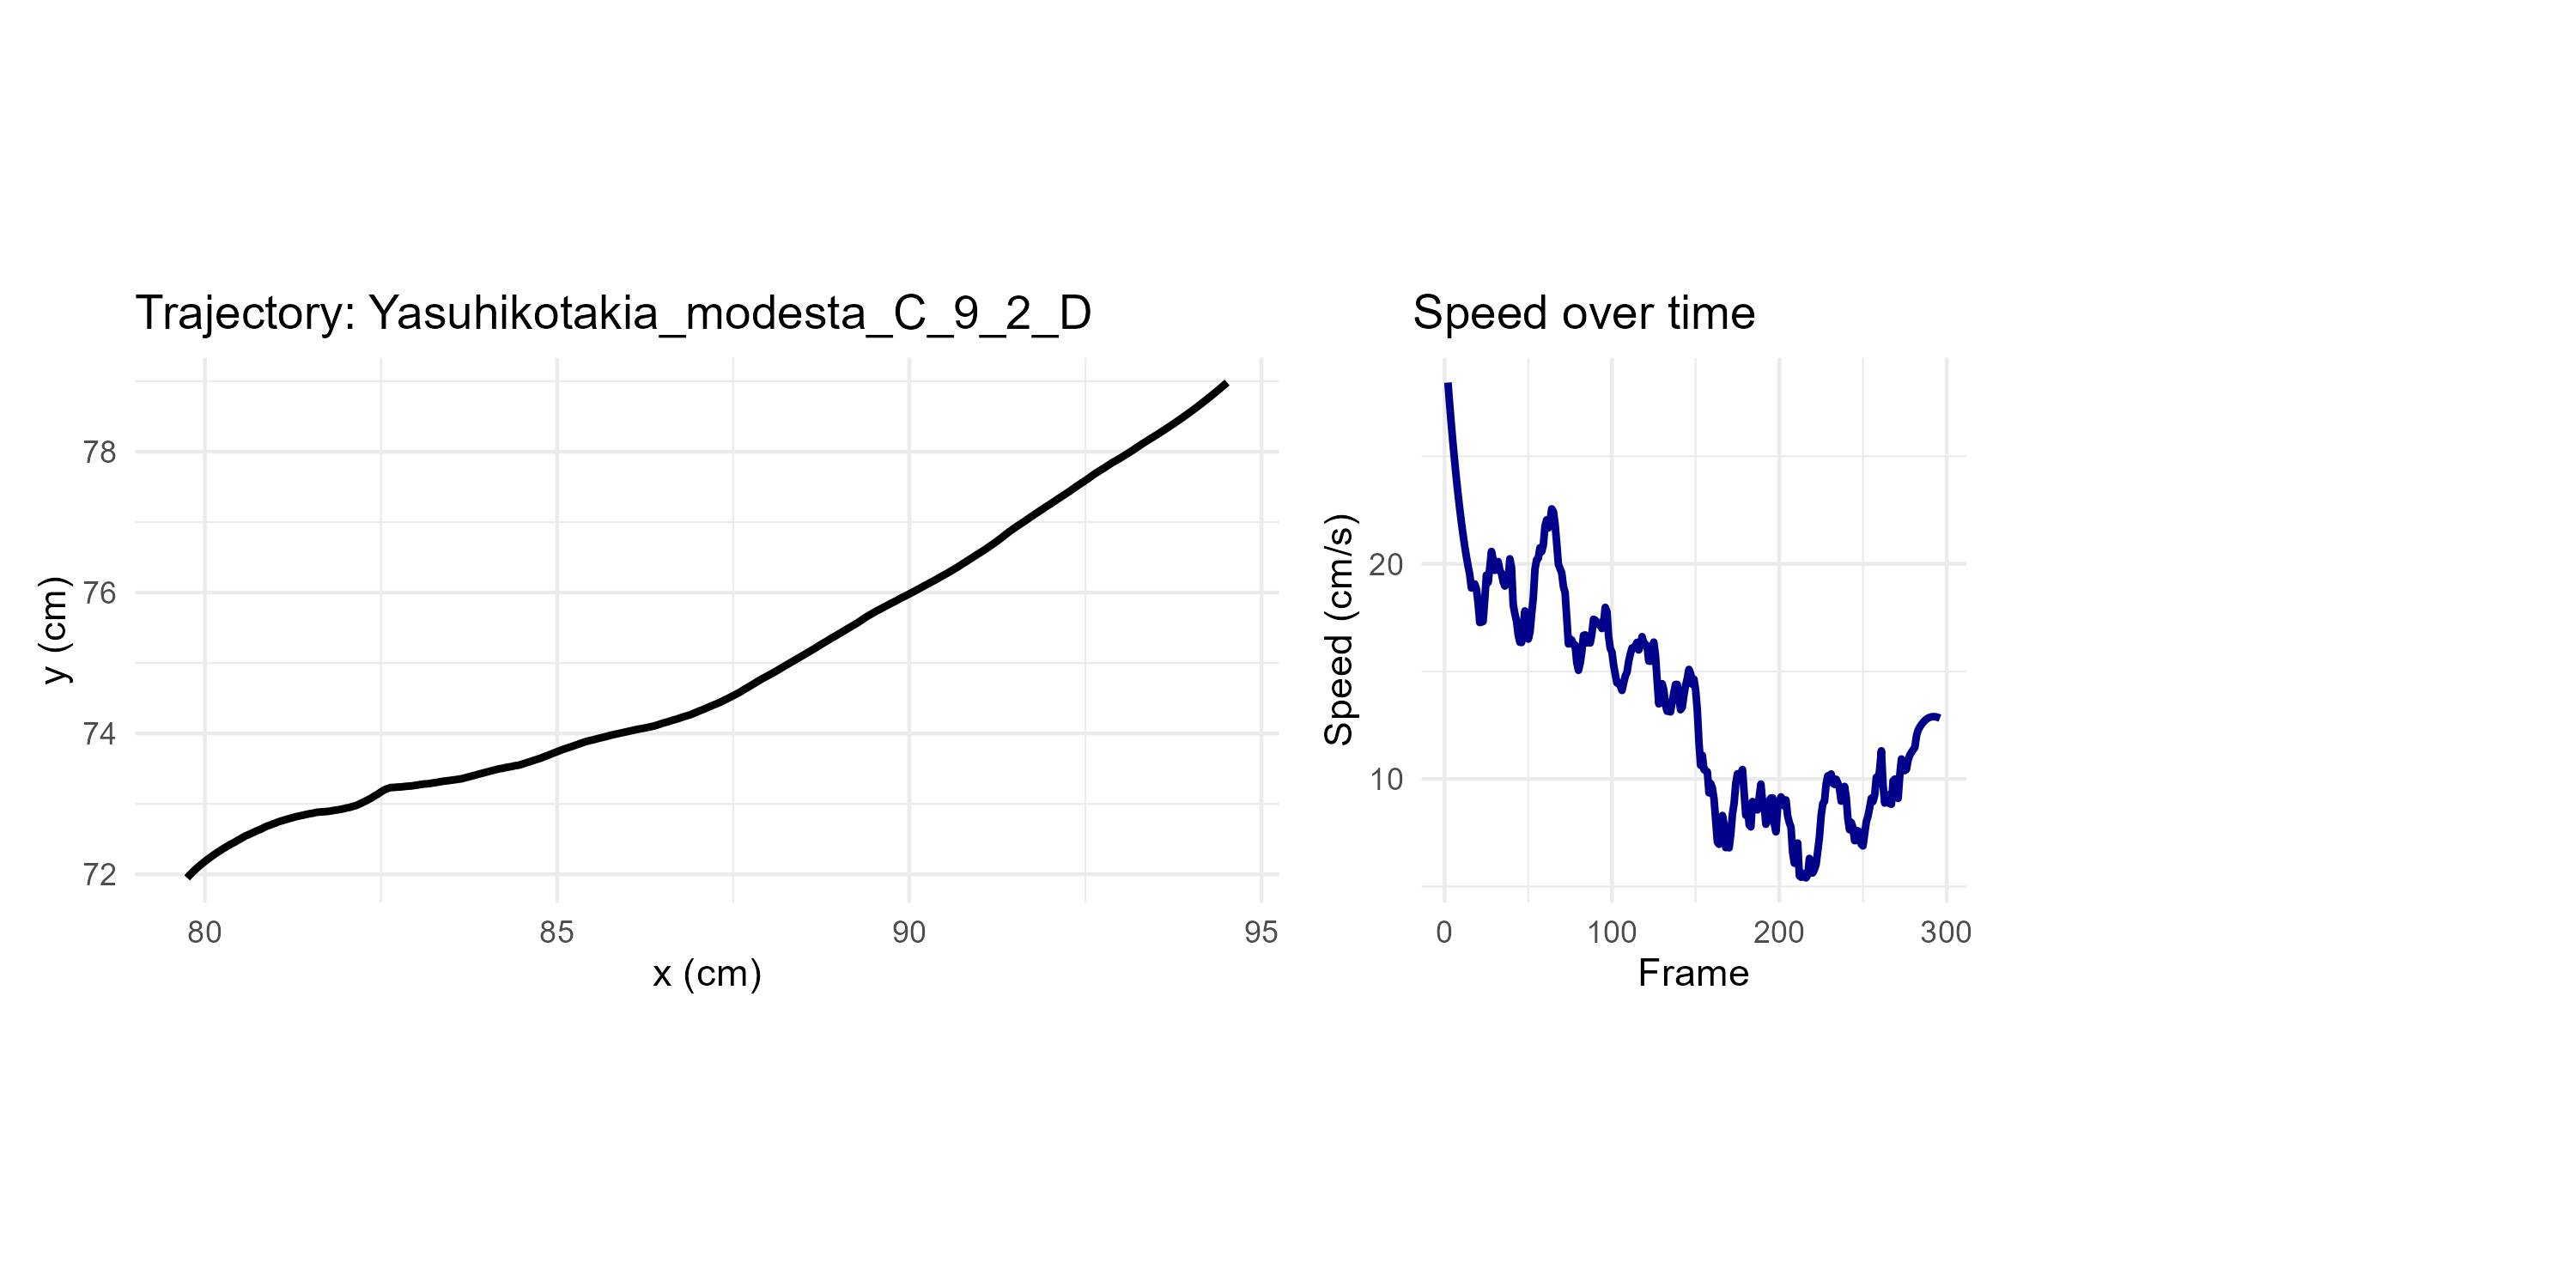 Trajectory: Yasuhikotakia_modesta_C_9_2_D
y (cm)
78
76
74
72
80 85 90 95
x (cm)
Speed over time
Speed (cm/s)
20
10
0 100 200 300
Frame